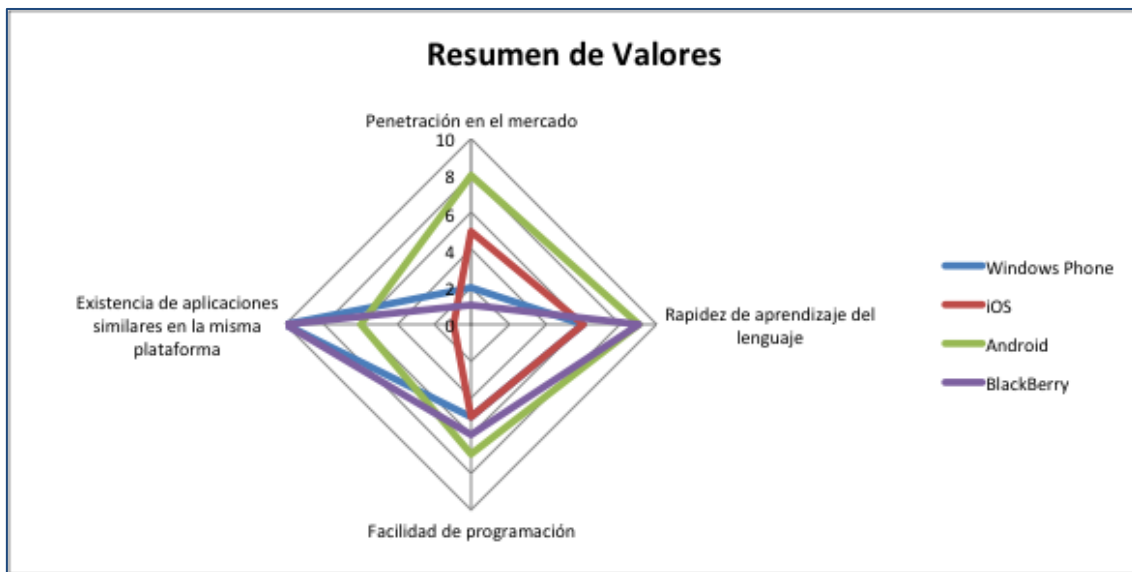 Resumen de Valores
Penetración en el mercado
10
8
6
4
2
0
Existencia de aplicaciones
similares en la misma
plataforma
Rapidez de aprendizaje del
lenguaje
Facilidad de programación
Windows Phone
iOS
Android
BlackBerry